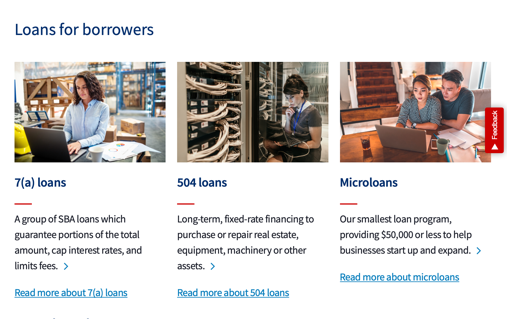 Loans for borrowers
7(a) loans
A group of SBA loans which
guarantee portions of the total
amount, cap interest rates, and
limits fees.
Read more about 7(a) loans
504 loans
Long-term, fixed-rate financing to
purchase or repair real estate,
equipment, machinery or other
assets.
Read more about 504 loans
Microloans
Our smallest loan program,
providing $50,000 or less to help
businesses start up and expand.
Read more about microloans
Feedback